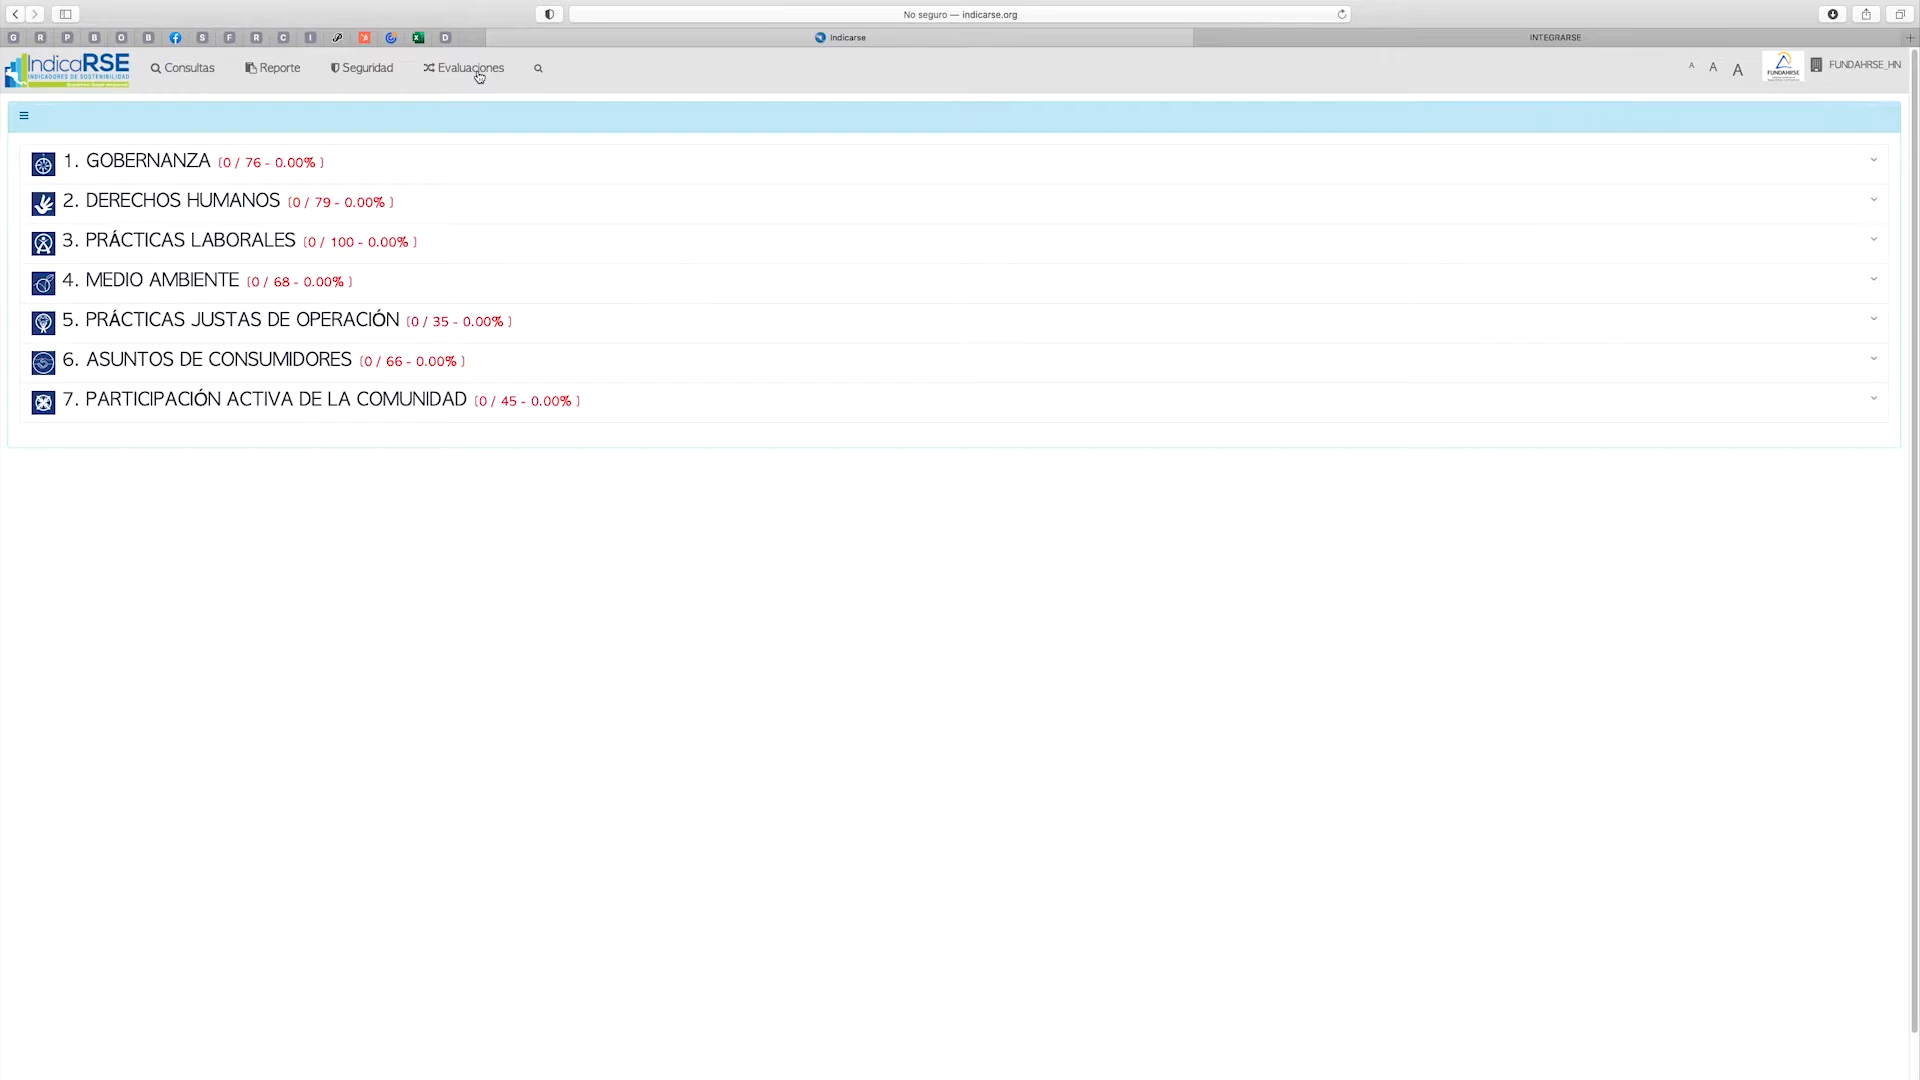 No seguro — indicarse.org
G R P B O B S F R C I P D
Indicarse
INTEGRARSE
IndicaRSE
INDICADORES DE SOSTENIBILIDAD
Consultas
Reporte
Seguridad
Evaluaciones
A A A
FUNDAHRSE
FUNDAHRSE_HN
1. GOBERNANZA (0 / 76 - 0.00% )
2. DERECHOS HUMANOS (0 / 79 - 0.00% )
3. PRÁCTICAS LABORALES (0 / 100 - 0.00% )
4. MEDIO AMBIENTE (0 / 68 - 0.00% )
5. PRÁCTICAS JUSTAS DE OPERACIÓN (0 / 35 - 0.00% )
6. ASUNTOS DE CONSUMIDORES (0 / 66 - 0.00% )
7. PARTICIPACIÓN ACTIVA DE LA COMUNIDAD (0 / 45 - 0.00% )